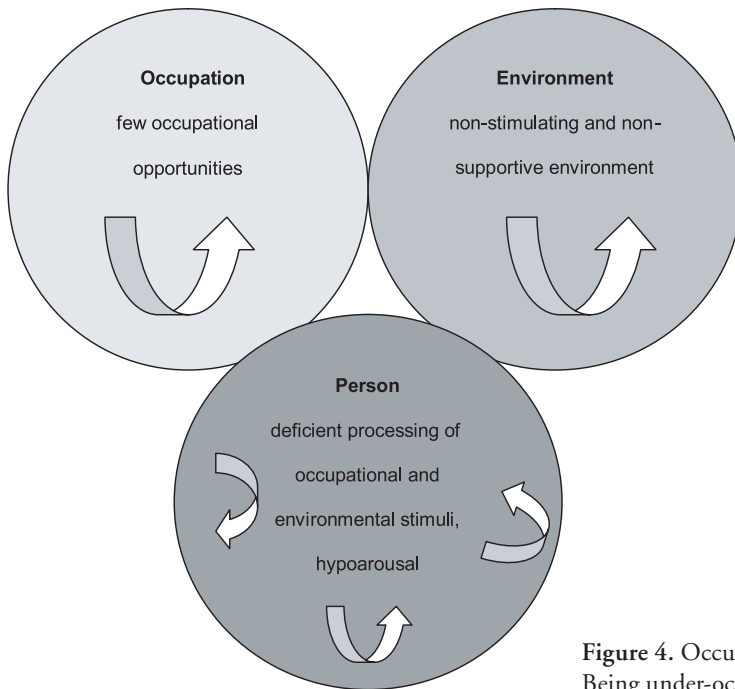 Occupation
few occupational
opportunities
Environment
non-stimulating and non-
supportive environment
Person
deficient processing of
occupational and
environmental stimuli,
hypoarousal
Figure 4. Occu
Being under-oc